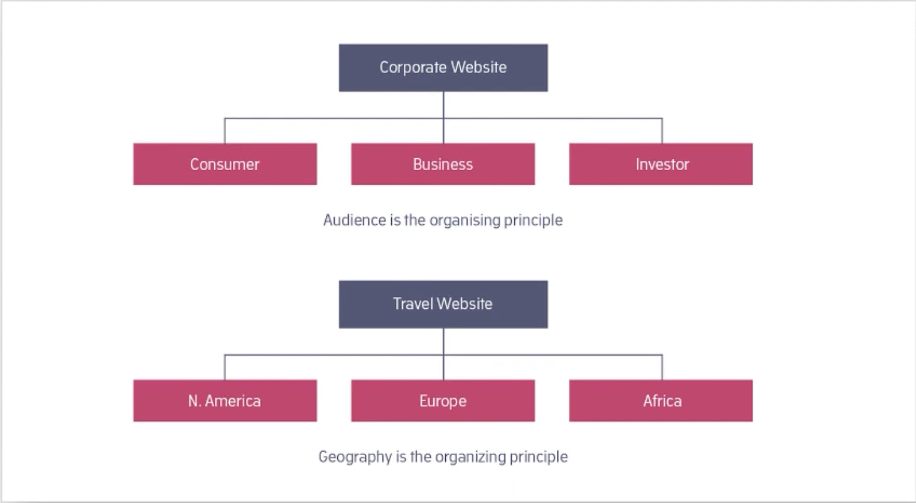 Corporate Website
Consumer
Business
Investor
Audience is the organising principle
Travel Website
N. America
Europe
Africa
Geography is the organizing principle